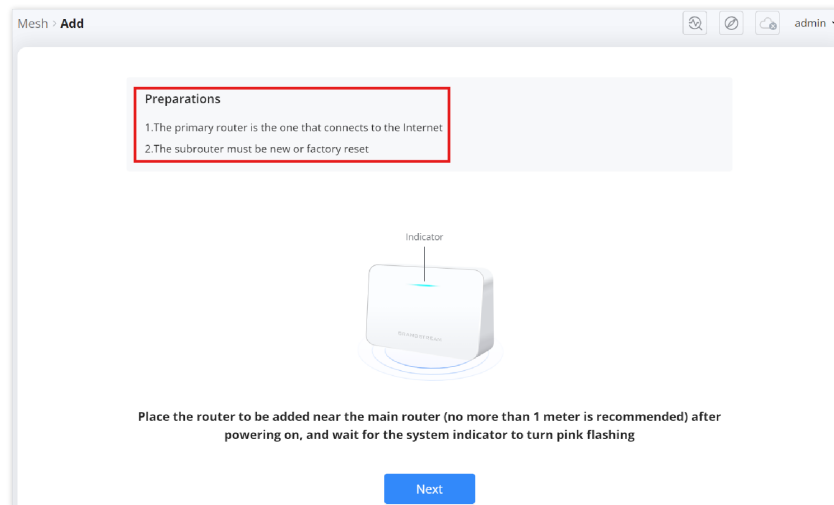 Mesh > Add
admin
Preparations
1.The primary router is the one that connects to the Internet
2.The subrouter must be new or factory reset
Indicator
GRANDSTREAM
Place the router to be added near the main router (no more than 1 meter is recommended) after
powering on, and wait for the system indicator to turn pink flashing
Next